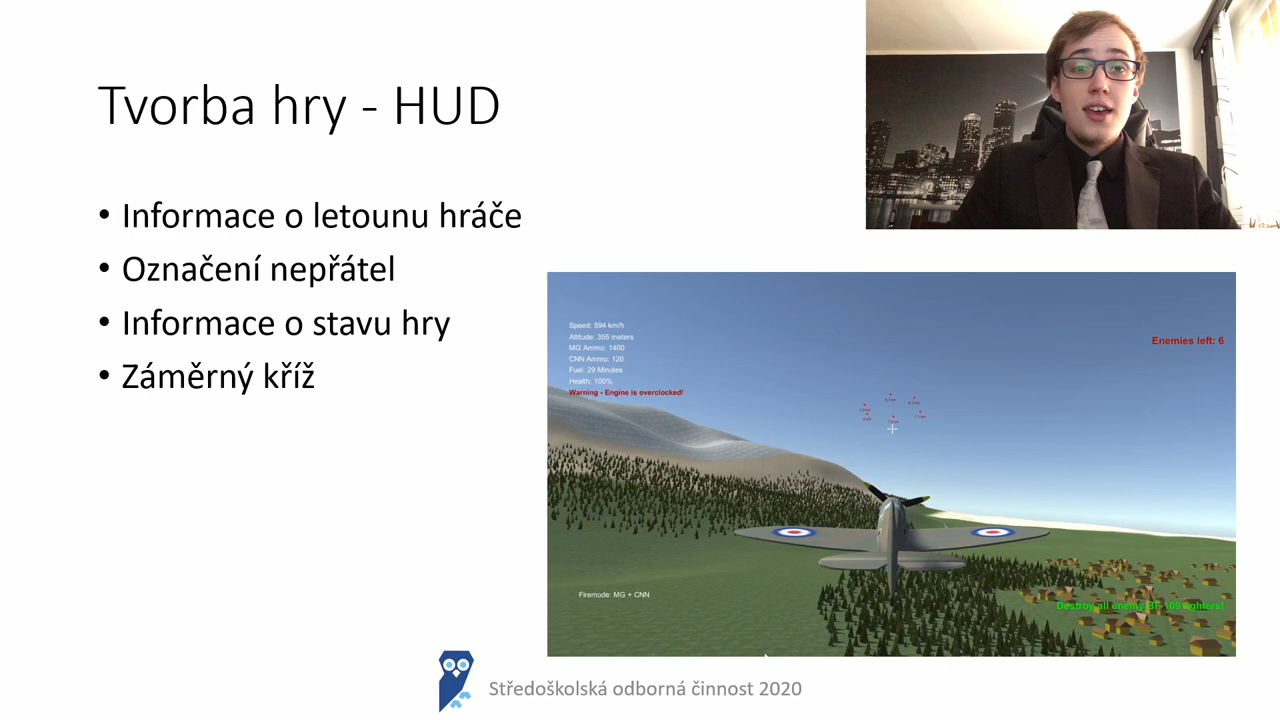 Tvorba hry - HUD
• Informace o letounu hráče
• Označení nepřátel
• Informace o stavu hry
• Záměrný kříž
Speed: 594 km/h
Altitude: 355 meters
MG Ammo: 1400
CNN Ammo: 120
Fuel: 29 Minutes
Health: 100%
Warning - Engine is overclocked!
Enemies left: 6
Firemode: MG + CNN
Destroy all enemy BF-109 fighters!
Středoškolská odborná činnost 2020